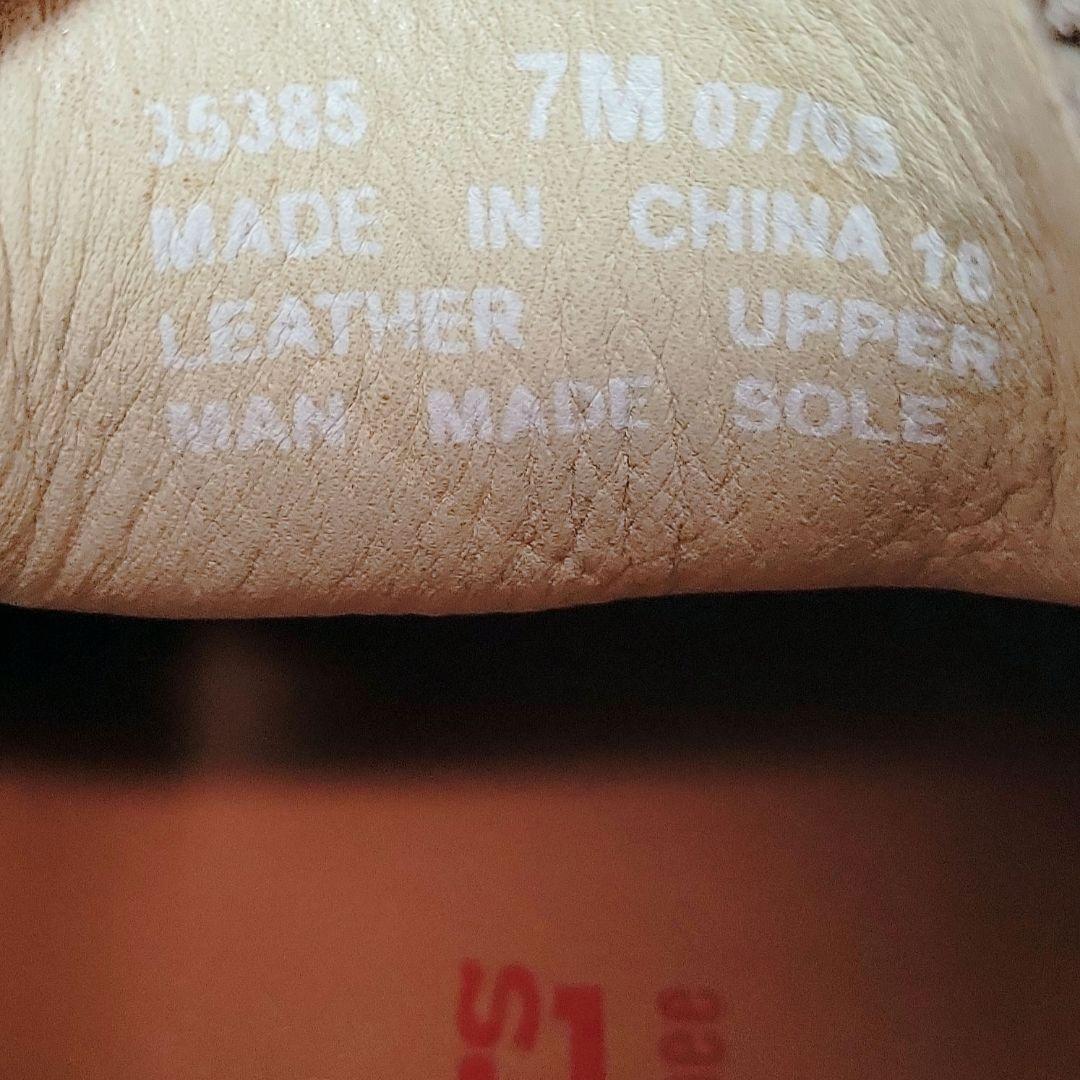 35385 7M 07/05
MADE IN CHINA 18
LEATHER UPPER
MAN MADE SOLE